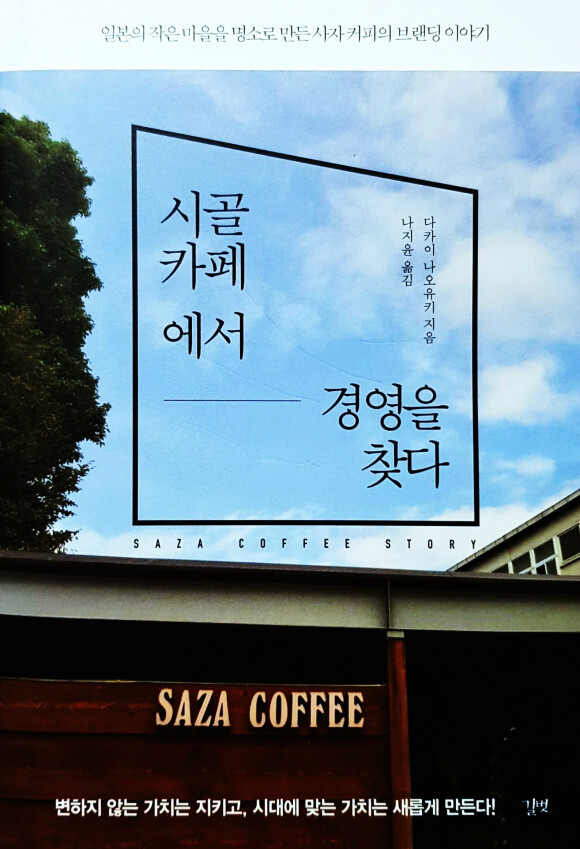 일본의 작은 마을을 명소로 만든 사자 커피의 브랜딩 이야기
시골
카페
에서
다카이 나오유키 지음
나지윤 옮김
경영을
찾다
SAZA COFFEE STORY
SAZA COFFEE
변하지 않는 가치는 지키고, 시대에 맞는 가치는 새롭게 만든다!
길벗